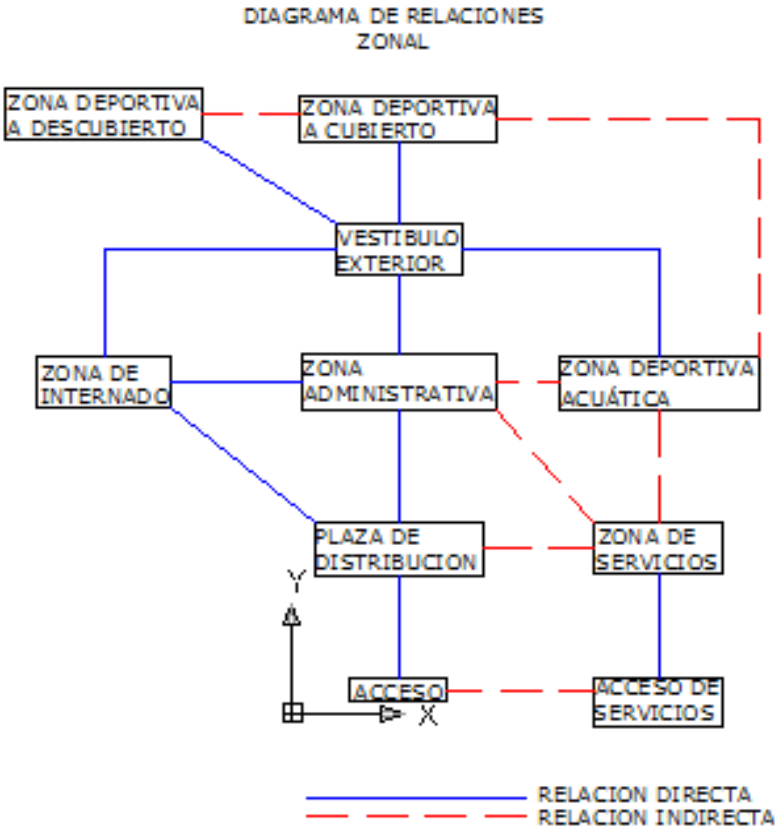 DIAGRAMA DE RELACIONES
ZONAL
ZONA DEPORTIVA
A DESCUBIERTO
ZONA DEPORTIVA
A CUBIERTO
VESTIBULO
EXTERIOR
ZONA DE
INTERNADO
ZONA
ADMINISTRATIVA
ZONA DEPORTIVA
ACUÁTICA
PLAZA DE
DISTRIBUCION
ZONA DE
SERVICIOS
Y
ACCESO
X
ACCESO DE
SERVICIOS
RELACION DIRECTA
RELACION INDIRECTA